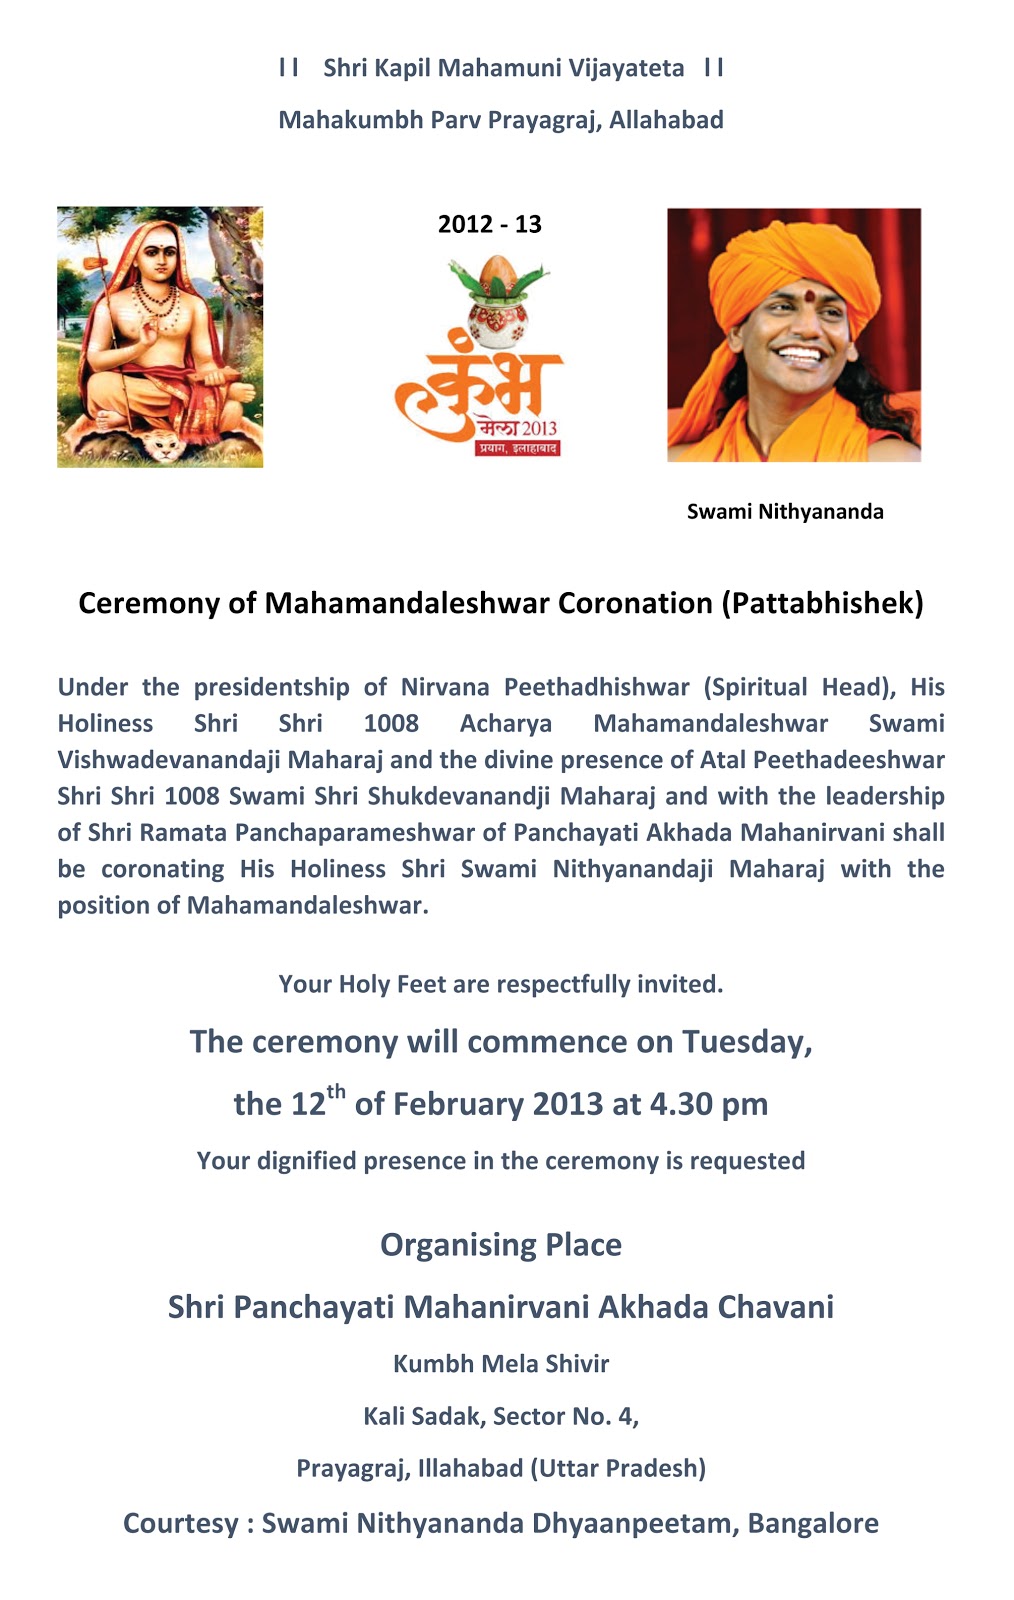 l l Shri Kapil Mahamuni Vijayateta l l
Mahakumbh Parv Prayagraj, Allahabad
2012 - 13
कुंभ
मेला 2013
प्रयाग, इलाहाबाद
Swami Nithyananda
Ceremony of Mahamandaleshwar Coronation (Pattabhishek)
Under the presidentship of Nirvana Peethadhishwar (Spiritual Head), His
Holiness Shri Shri 1008 Acharya Mahamandaleshwar Swami
Vishwadevanandaji Maharaj and the divine presence of Atal Peethadeeshwar
Shri Shri 1008 Swami Shri Shukdevanandji Maharaj and with the leadership
of Shri Ramata Panchaparameshwar of Panchayati Akhada Mahanirvani shall
be coronating His Holiness Shri Swami Nithyanandaji Maharaj with the
position of Mahamandaleshwar.
Your Holy Feet are respectfully invited.
The ceremony will commence on Tuesday,
the 12th of February 2013 at 4.30 pm
Your dignified presence in the ceremony is requested
Organising Place
Shri Panchayati Mahanirvani Akhada Chavani
Kumbh Mela Shivir
Kali Sadak, Sector No. 4,
Prayagraj, Illahabad (Uttar Pradesh)
Courtesy : Swami Nithyananda Dhyaanpeetam, Bangalore